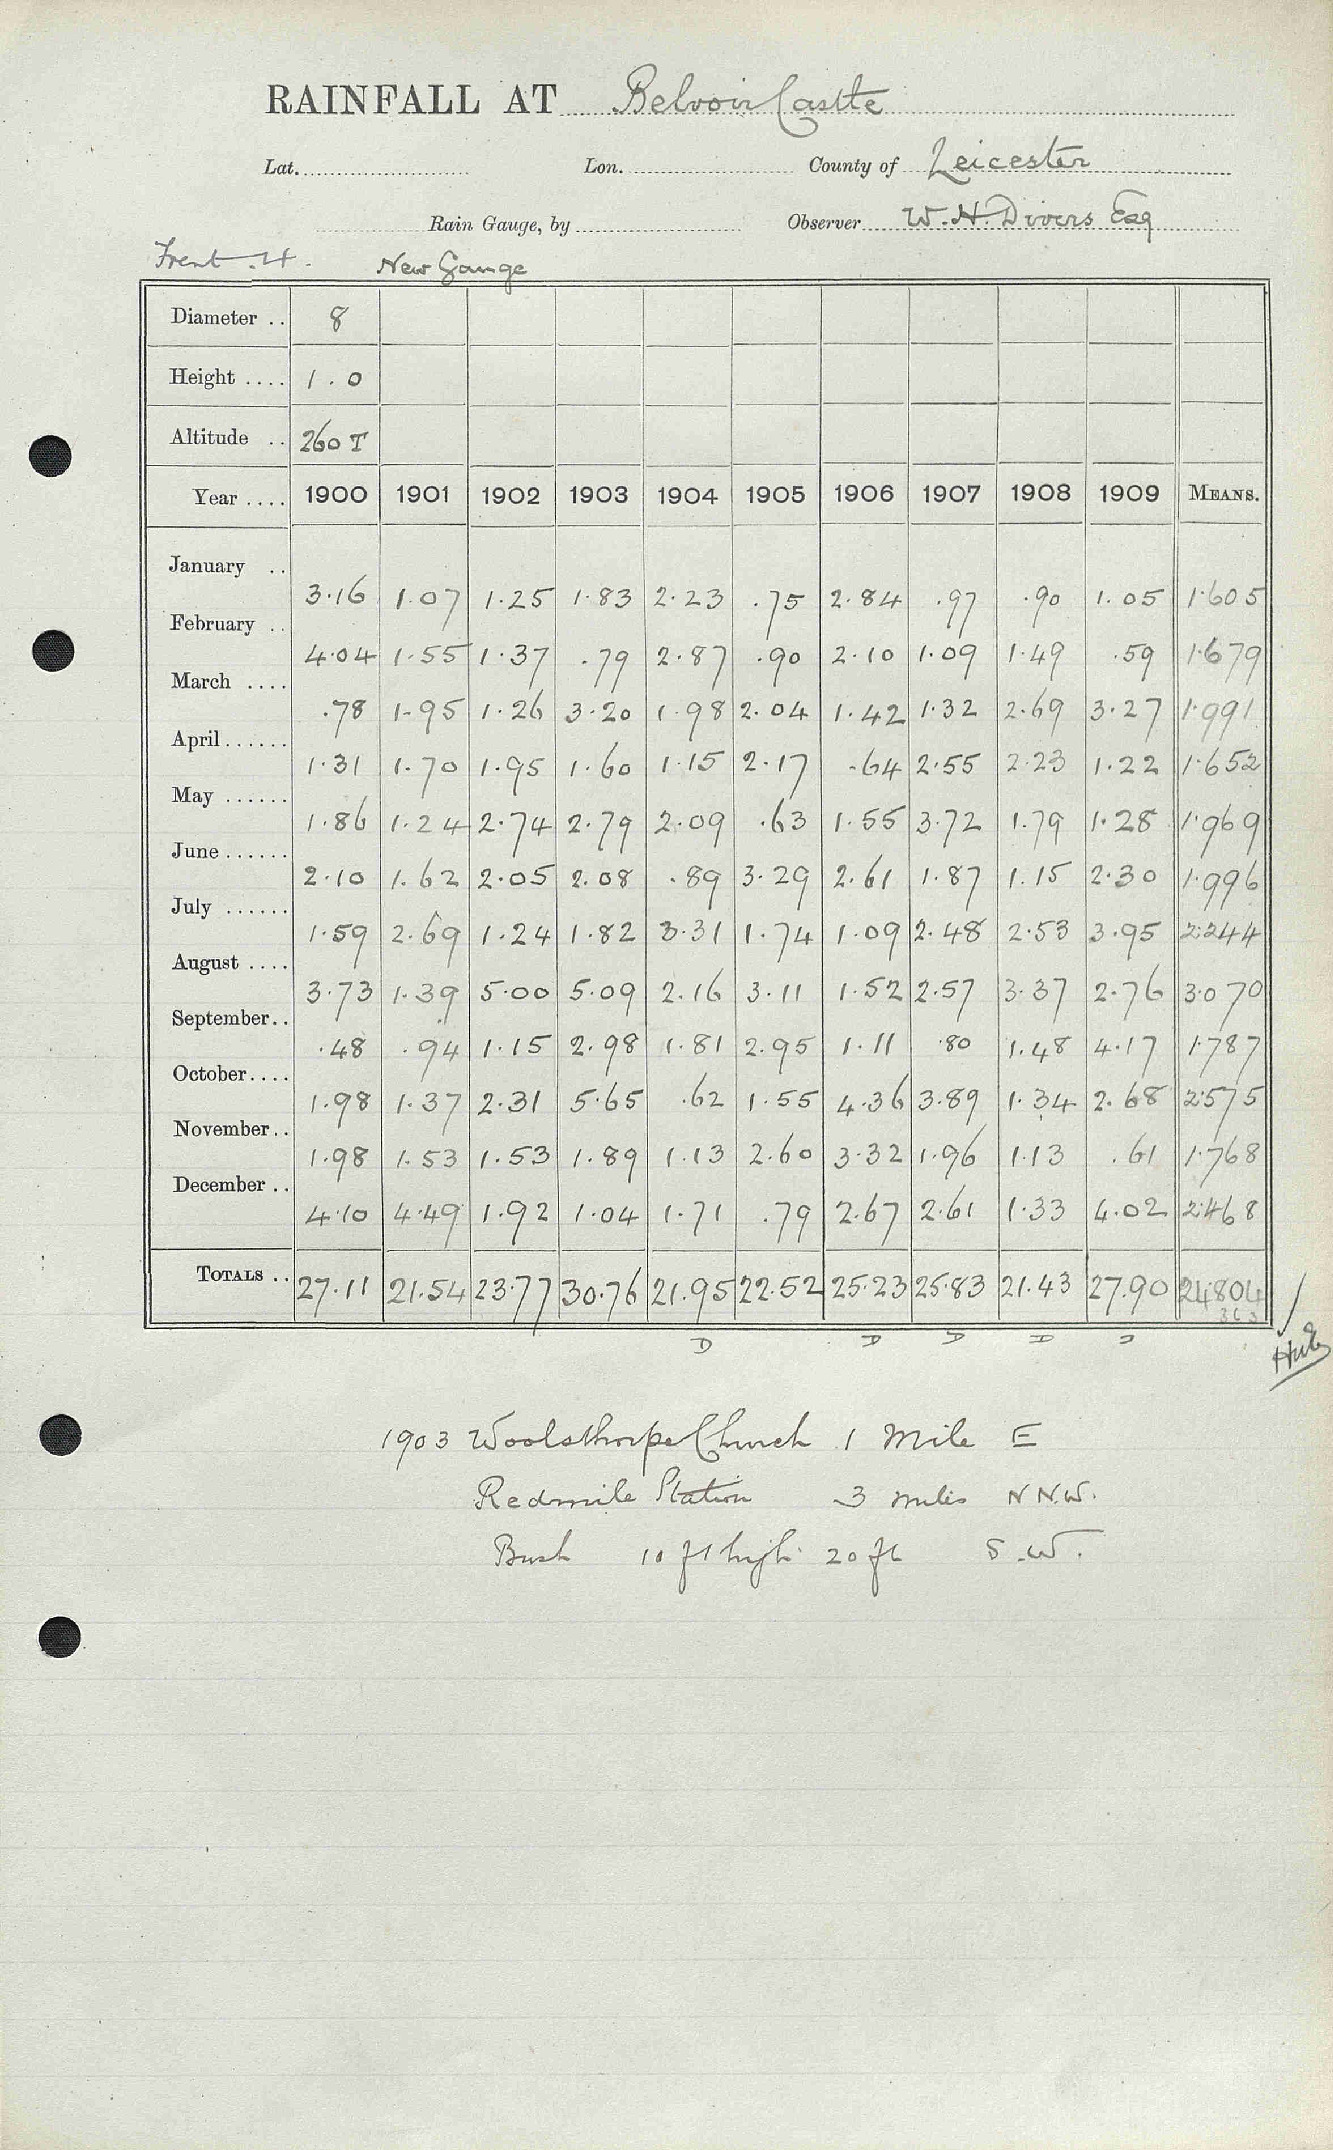 RAINFALL AT Belvoir Castle
Lat. Lon. County of Leicester
Rain Gauge, by Observer W. H. Divers Esq
Trent. 4. New Gauge
Diameter .. 8
Height .... 1.0
Altitude .. 260 T
Year .... 1900 1901 1902 1903 1904 1905 1906 1907 1908 1909 MEANS.
January .. 3.16 1.07 1.25 1.83 2.23 .75 2.84 .97 .90 1.05 1.605
February .. 4.04 1.55 1.37 .79 2.87 .90 2.10 1.09 1.49 .59 1.679
March .... .78 1.95 1.26 3.20 1.98 2.04 1.42 1.32 2.69 3.27 1.991
April ...... 1.31 1.70 1.95 1.60 1.15 2.17 .64 2.55 2.23 1.22 1.652
May ...... 1.86 1.24 2.74 2.79 2.09 .63 1.55 3.72 1.79 1.28 1.969
June ...... 2.10 1.62 2.05 2.08 .89 3.29 2.61 1.87 1.15 2.30 1.996
July ...... 1.59 2.69 1.24 1.82 3.31 1.74 1.09 2.48 2.53 3.95 2.244
August .... 3.73 1.39 5.00 5.09 2.16 3.11 1.52 2.57 3.37 2.76 3.070
September .. .48 .94 1.15 2.98 1.81 2.95 1.11 .80 1.48 4.17 1.787
October .... 1.98 1.37 2.31 5.65 .62 1.55 4.36 3.89 1.34 2.68 2.575
November .. 1.98 1.53 1.53 1.89 1.13 2.60 3.32 1.96 1.13 .61 1.768
December .. 4.10 4.49 1.92 1.04 1.71 .79 2.67 2.61 1.33 4.02 2.468
TOTALS .. 27.11 21.54 23.77 30.76 21.95 22.52 25.23 25.83 21.43 27.90 24.804
D D D D D
1903 Woolsthorpe Church 1 Mile E
Redmile Station 3 miles N N.W.
Bush 10 ft high 20 ft S.W.